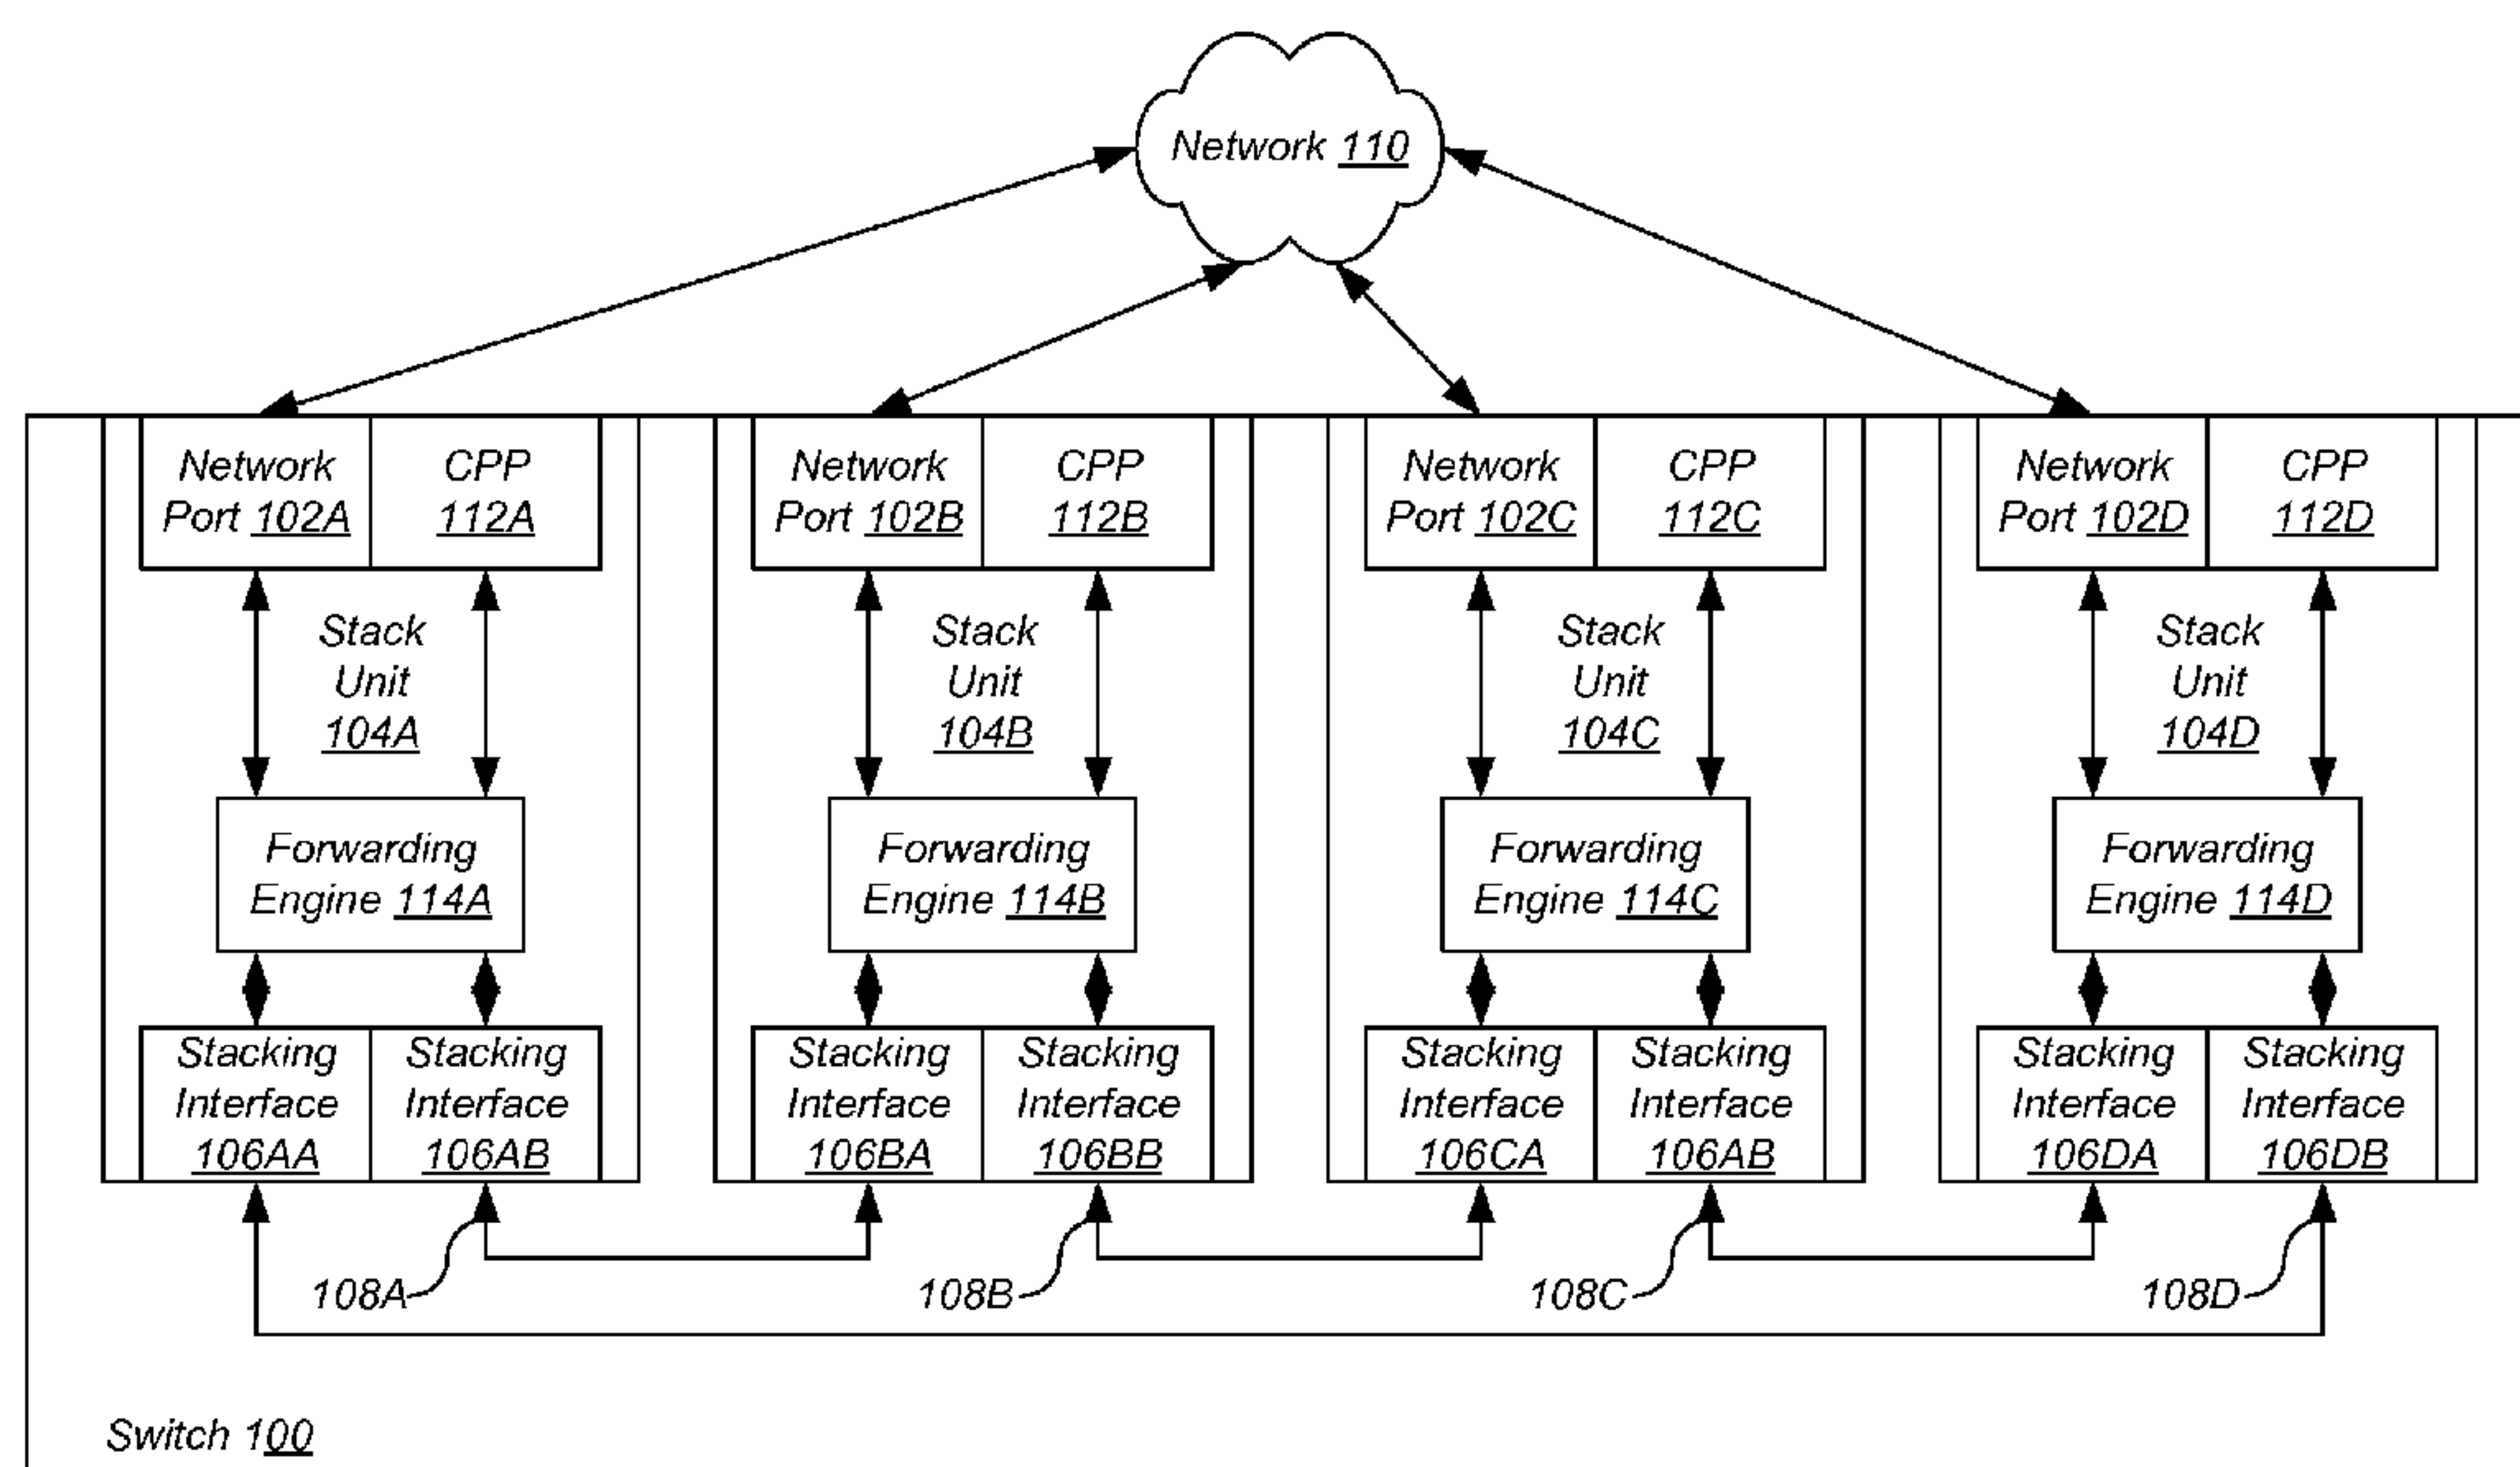 Network 110
Network
Port 102A
CPP
112A
Network
Port 102B
CPP
112B
Network
Port 102C
CPP
112C
Network
Port 102D
CPP
112D
Stack
Unit
104A
Stack
Unit
104B
Stack
Unit
104C
Stack
Unit
104D
Forwarding
Engine 114A
Forwarding
Engine 114B
Forwarding
Engine 114C
Forwarding
Engine 114D
Stacking
Interface
106AA
Stacking
Interface
106AB
Stacking
Interface
106BA
Stacking
Interface
106BB
Stacking
Interface
106CA
Stacking
Interface
106AB
Stacking
Interface
106DA
Stacking
Interface
106DB
108A
108B
108C
108D
Switch 100